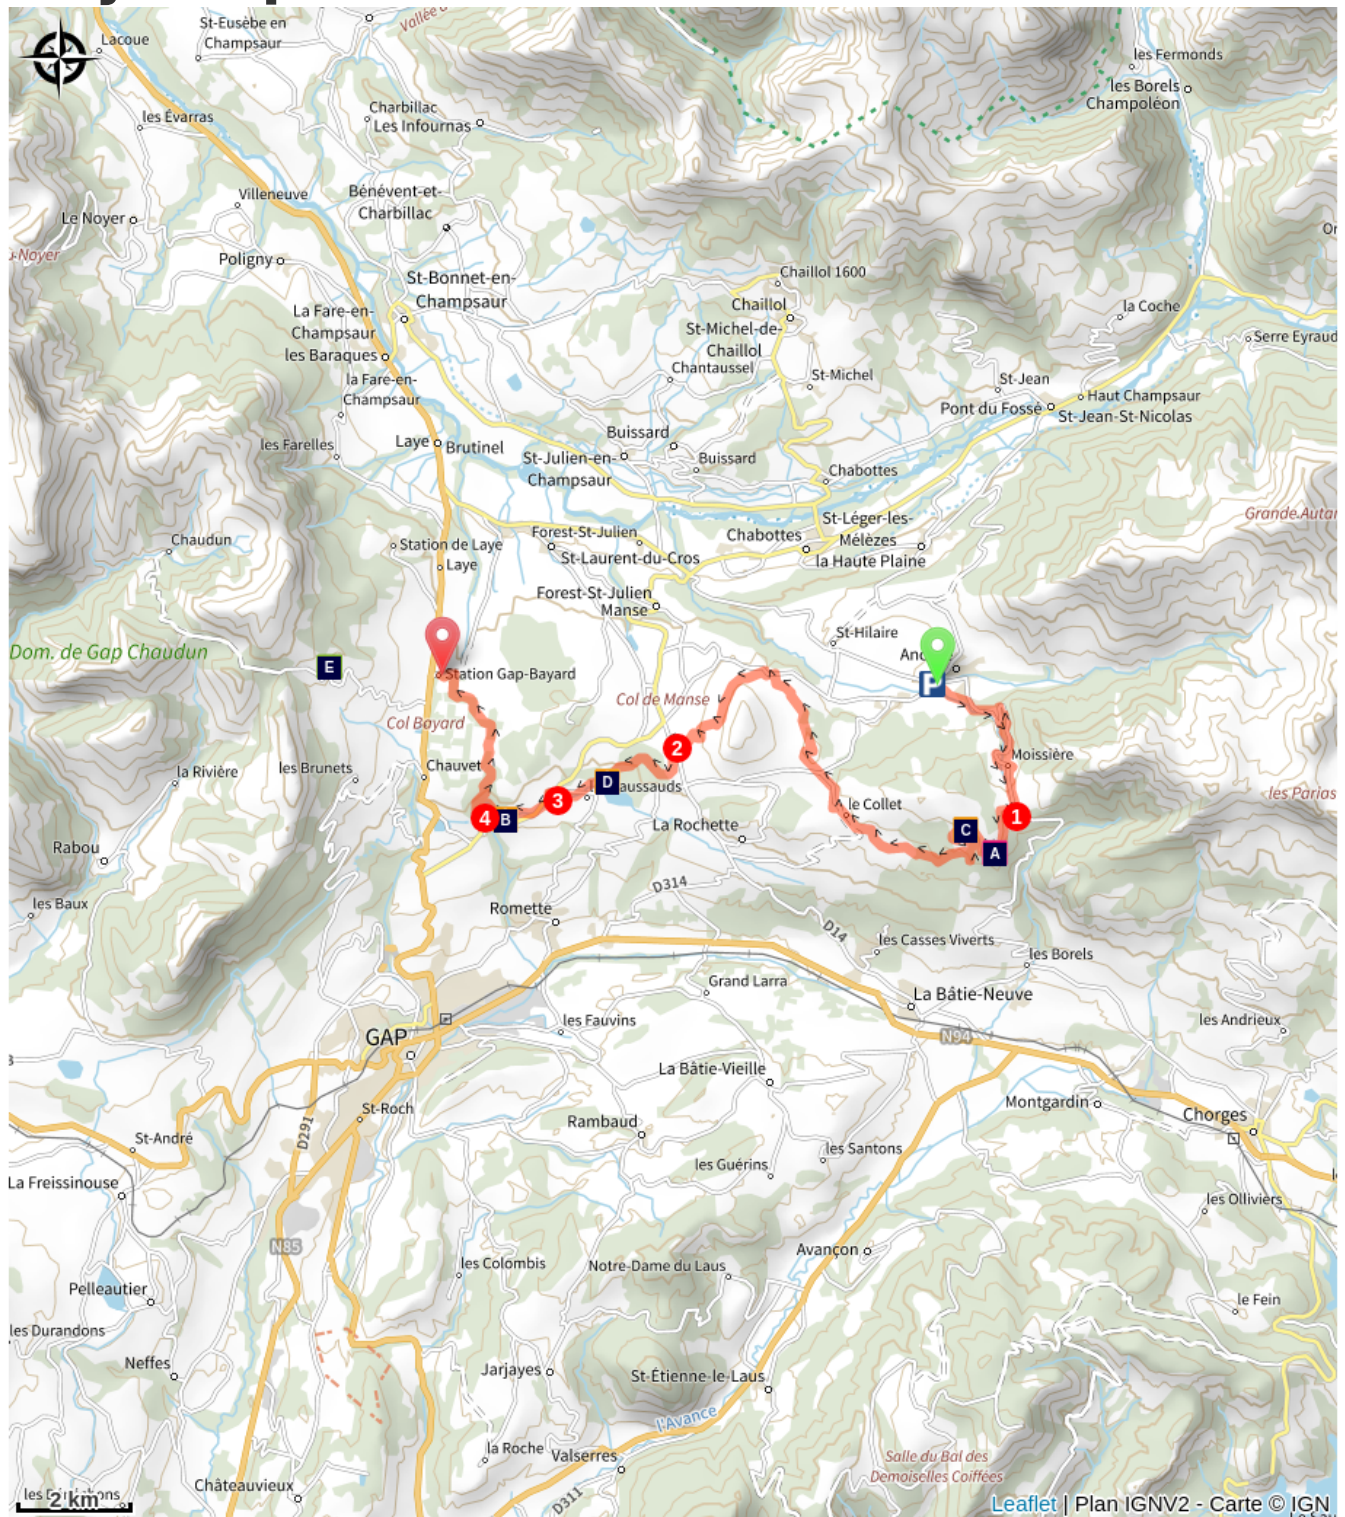 St-Eusèbe en
Champsaur
Vallée
Lacoue
les Fermonds
les Borels
Champoléon
Charbillac
Les Infournas
les Évarras
Villeneuve
Bénévent-et-
Charbillac
Le Noyer
Noyer
Poligny
St-Bonnet-en-
Champsaur
Chaillol 1600
Chaillol
La Fare-en-
Champsaur
la Coche
St-Michel-de-
Chaillol
Serre Eyraud
les Baraques
Chantaussel
St-Michel
St-Jean
la Fare-en-
Champsaur
Haut Champsaur
Pont du Fossé
St-Jean-St-Nicolas
Buissard
Laye
Brutinel
les Farelles
St-Julien-en-
Champsaur
Buissard
Chabottes
Grande Autan
St-Léger-les-
Mélèzes
Forest-St-Julien
Chabottes
Chaudun
Station de Laye
St-Laurent-du-Cros
la Haute Plaine
Laye
Forest-St-Julien
Manse
St-Hilaire
Dom. de Gap Chaudun
E
Station Gap-Bayard
P
Col de Manse
Col Bayard
2
Moissière
Chauvet
les Brunets
la Rivière
D
aussauds
3
le Collet
les Parias
4
B
1
La Rochette
C
A
Rabou
D314
les Baux
Romette
D14
les Casses Viverts
les Borels
Grand Larra
La Bâtie-Neuve
les Fauvins
les Andrieux
GAP
N94
La Bâtie-Vieille
St-Roch
Montgardin
Chorges
Rambaud
D291
St-André
les Santons
les Guérins
La Freissinouse
les Olliviers
N85
Avançon
les Colombis
Notre-Dame du Laus
Pelleautier
le Fein
les Durandons
Neffes
Jarjayes
St-Étienne-le-Laus
l'Avance
la Roche
Valserres
Salle du Bal des
Demoiselles Coiffées
Châteauvieux
D311
2 km
Leaflet | Plan IGNV2 - Carte © IGN